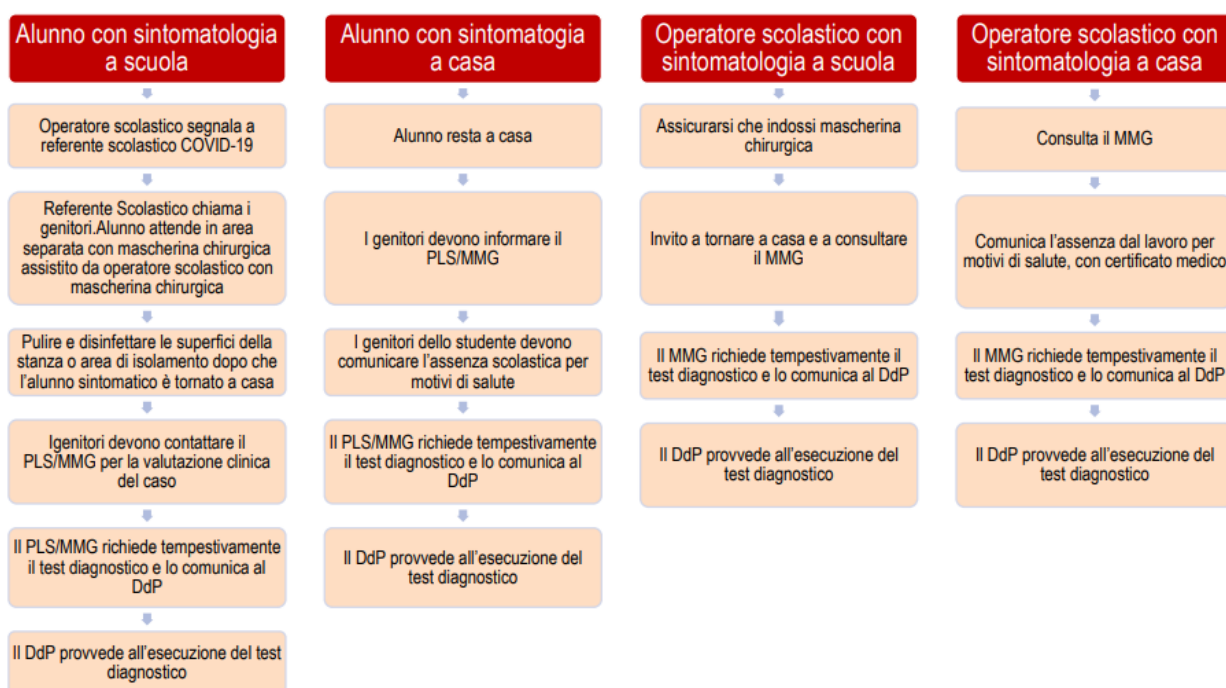 Alunno con sintomatologia
a scuola
Operatore scolastico segnala a
referente scolastico COVID-19
Referente Scolastico chiama i
genitori.Alunno attende in area
separata con mascherina chirurgica
assistito da operatore scolastico con
mascherina chirurgica
Pulire e disinfettare le superfici della
stanza o area di isolamento dopo che
l'alunno sintomatico è tornato a casa
Igenitori devono contattare il
PLS/MMG per la valutazione clinica
del caso
Il PLS/MMG richiede tempestivamente
il test diagnostico e lo comunica al
DdP
Il DdP provvede all'esecuzione del test
diagnostico
Alunno con sintomatogia
a casa
Alunno resta a casa
I genitori devono informare il
PLS/MMG
I genitori dello studente devono
comunicare l'assenza scolastica per
motivi di salute
Il PLS/MMG richiede tempestivamente
il test diagnostico e lo comunica al
DdP
Il DdP provvede all'esecuzione del
test diagnostico
Operatore scolastico con
sintomatologia a scuola
Assicurarsi che indossi mascherina
chirurgica
Invito a tornare a casa e a consultare
il MMG
Il MMG richiede tempestivamente il
test diagnostico e lo comunica al DdP
Il DdP provvede all'esecuzione del
test diagnostico
Operatore scolastico con
sintomatologia a casa
Consulta il MMG
Comunica l'assenza dal lavoro per
motivi di salute, con certificato medico
Il MMG richiede tempestivamente il
test diagnostico e lo comunica al DdP
Il DdP provvede all'esecuzione del
test diagnostico